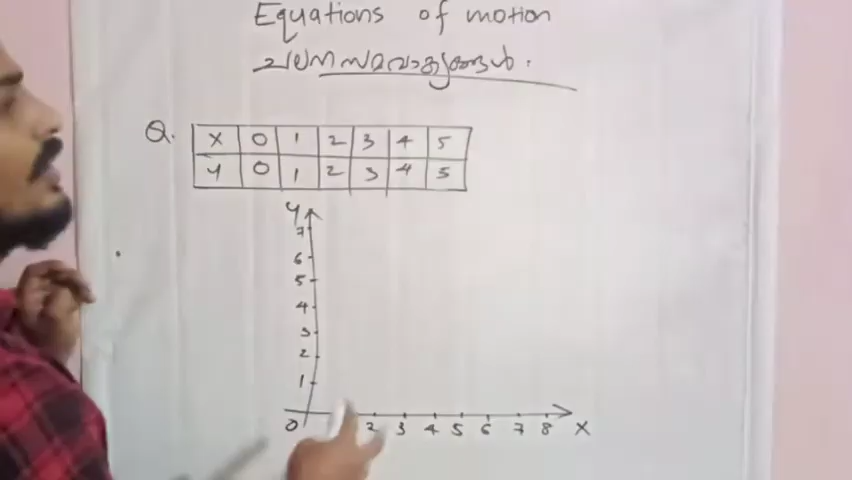 Equations of motion
ചലനസമവാക്യങ്ങൾ.
Q.
X 0 1 2 3 4 5
Y 0 1 2 3 4 5
Y
7
6
5
4
3
2
1
0 2 3 4 5 6 7 8 X